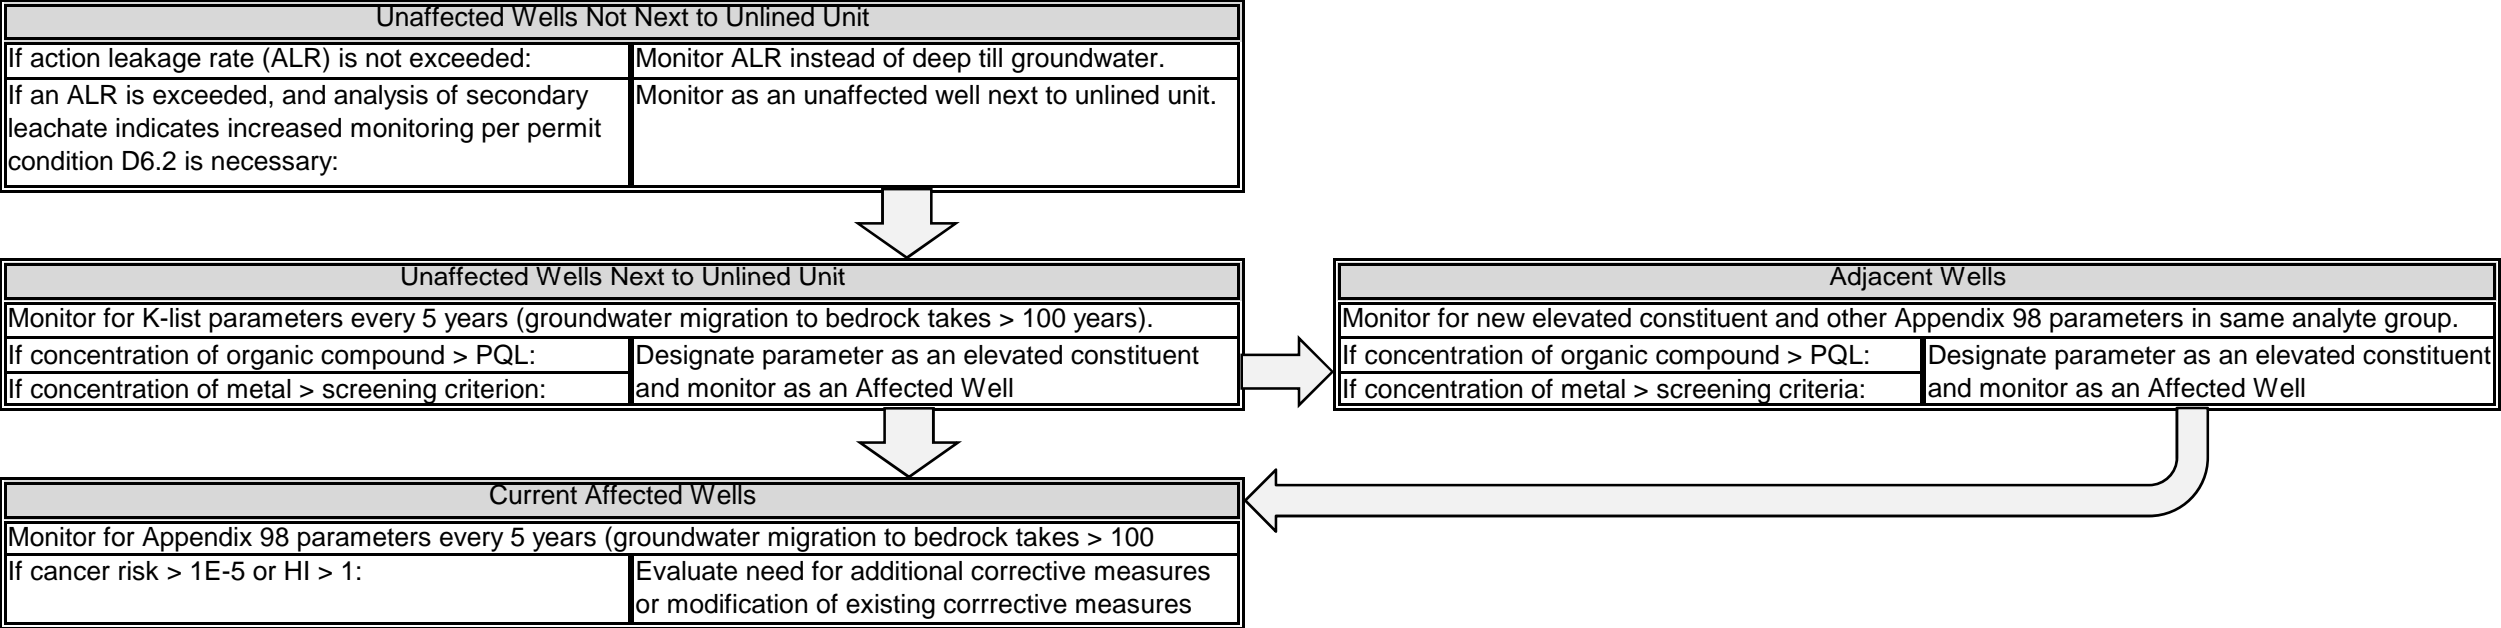 Unaffected Wells Not Next to Unlined Unit
If action leakage rate (ALR) is not exceeded:
Monitor ALR instead of deep till groundwater.
If an ALR is exceeded, and analysis of secondary
leachate indicates increased monitoring per permit
condition D6.2 is necessary:
Monitor as an unaffected well next to unlined unit.
Unaffected Wells Next to Unlined Unit
Monitor for K-list parameters every 5 years (groundwater migration to bedrock takes > 100 years).
If concentration of organic compound > PQL:
If concentration of metal > screening criterion:
Designate parameter as an elevated constituent
and monitor as an Affected Well
Adjacent Wells
Monitor for new elevated constituent and other Appendix 98 parameters in same analyte group.
If concentration of organic compound > PQL:
If concentration of metal > screening criteria:
Designate parameter as an elevated constituent
and monitor as an Affected Well
Current Affected Wells
Monitor for Appendix 98 parameters every 5 years (groundwater migration to bedrock takes > 100
If cancer risk > 1E-5 or HI > 1:
Evaluate need for additional corrective measures
or modification of existing corrrective measures